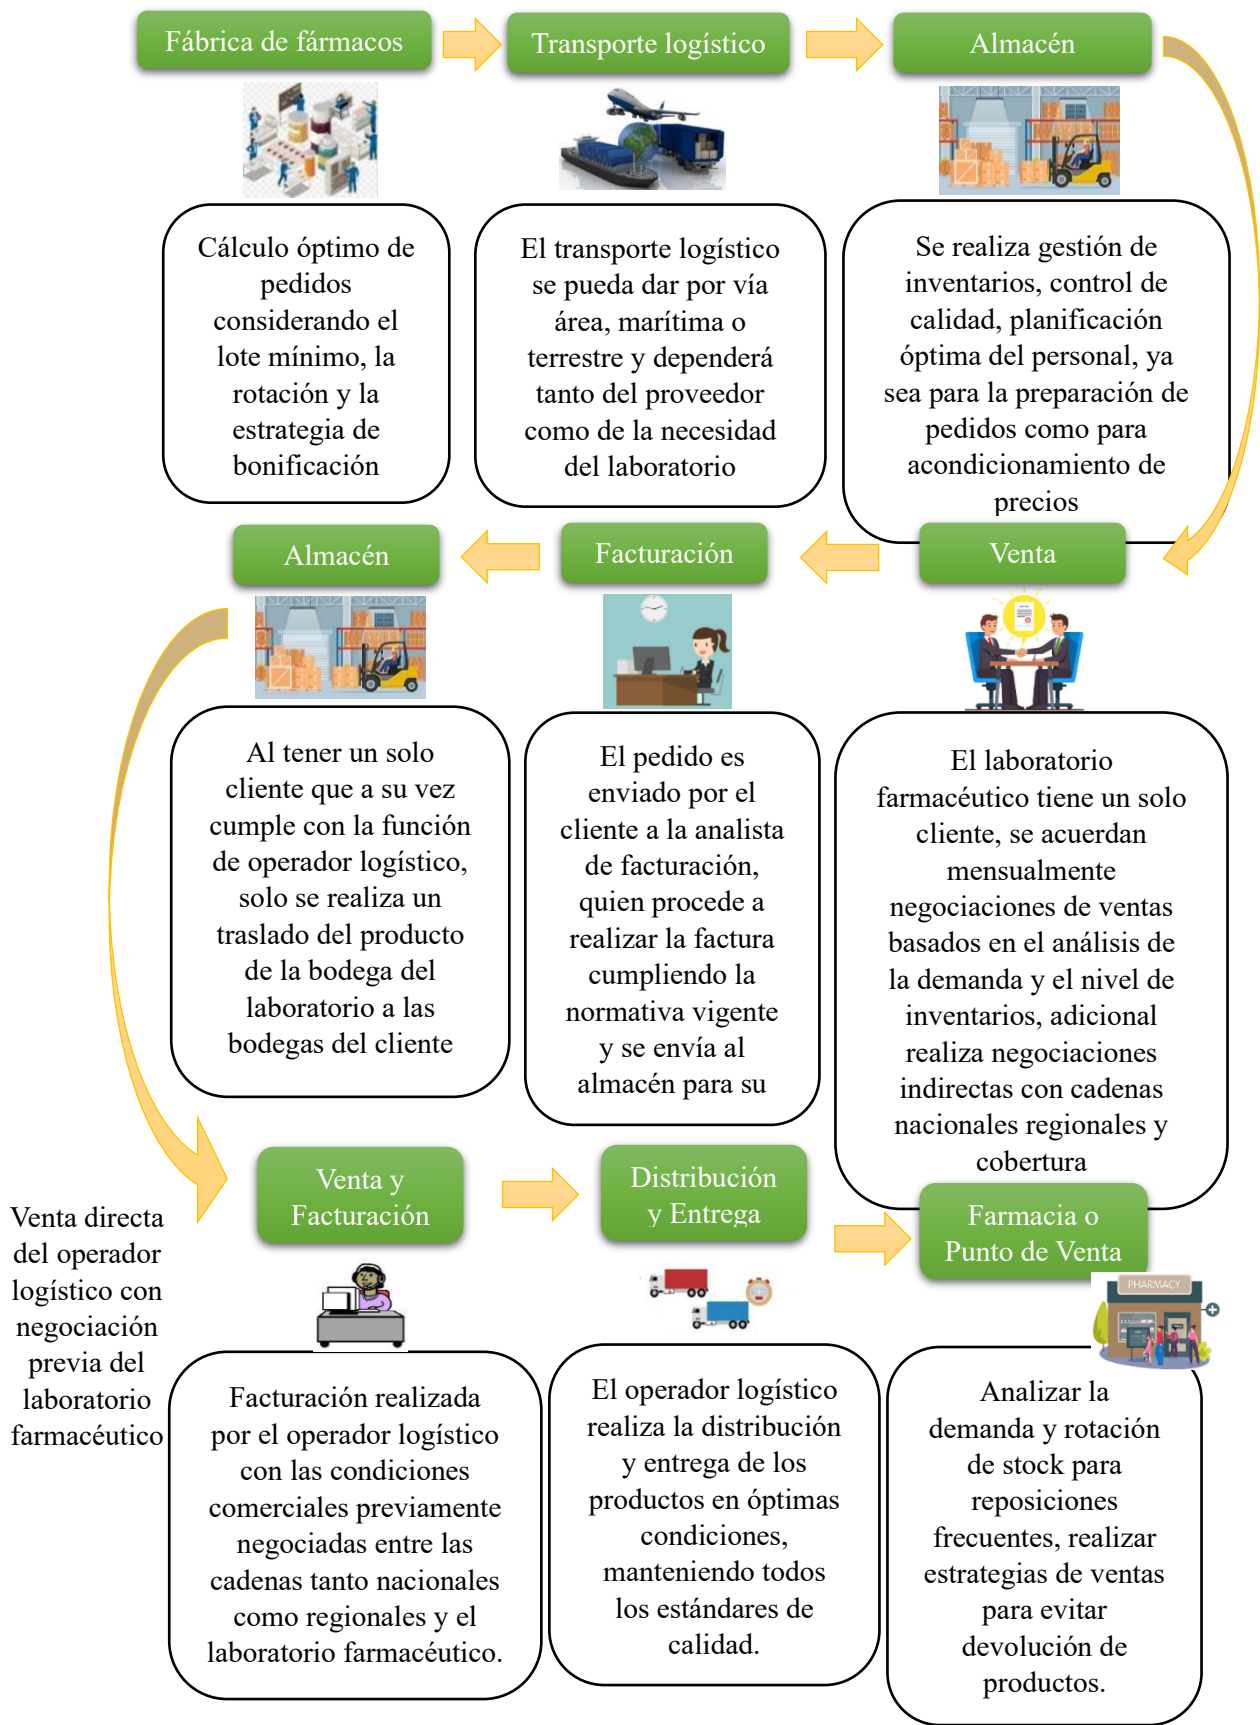 Fábrica de fármacos
Transporte logístico
Almacén
Cálculo óptimo de
pedidos
considerando el
lote mínimo, la
rotación y la
estrategia de
bonificación
El transporte logístico
se pueda dar por vía
área, marítima o
terrestre y dependerá
tanto del proveedor
como de la necesidad
del laboratorio
Se realiza gestión de
inventarios, control de
calidad, planificación
óptima del personal, ya
sea para la preparación de
pedidos como para
acondicionamiento de
precios
Venta
Facturación
Almacén
El laboratorio
farmacéutico tiene un solo
cliente, se acuerdan
mensualmente
negociaciones de ventas
basados en el análisis de
la demanda y el nivel de
inventarios, adicional
realiza negociaciones
indirectas con cadenas
nacionales regionales y
cobertura
El pedido es
enviado por el
cliente a la analista
de facturación,
quien procede a
realizar la factura
cumpliendo la
normativa vigente
y se envía al
almacén para su
Al tener un solo
cliente que a su vez
cumple con la función
de operador logístico,
solo se realiza un
traslado del producto
de la bodega del
laboratorio a las
bodegas del cliente
Venta directa
del operador
logístico con
negociación
previa del
laboratorio
farmacéutico
Venta y
Facturación
Distribución
y Entrega
Farmacia o
Punto de Venta
PHARMACY
Facturación realizada
por el operador logístico
con las condiciones
comerciales previamente
negociadas entre las
cadenas tanto nacionales
como regionales y el
laboratorio farmacéutico.
El operador logístico
realiza la distribución
y entrega de los
productos en óptimas
condiciones,
manteniendo todos
los estándares de
calidad.
Analizar la
demanda y rotación
de stock para
reposiciones
frecuentes, realizar
estrategias de ventas
para evitar
devolución de
productos.